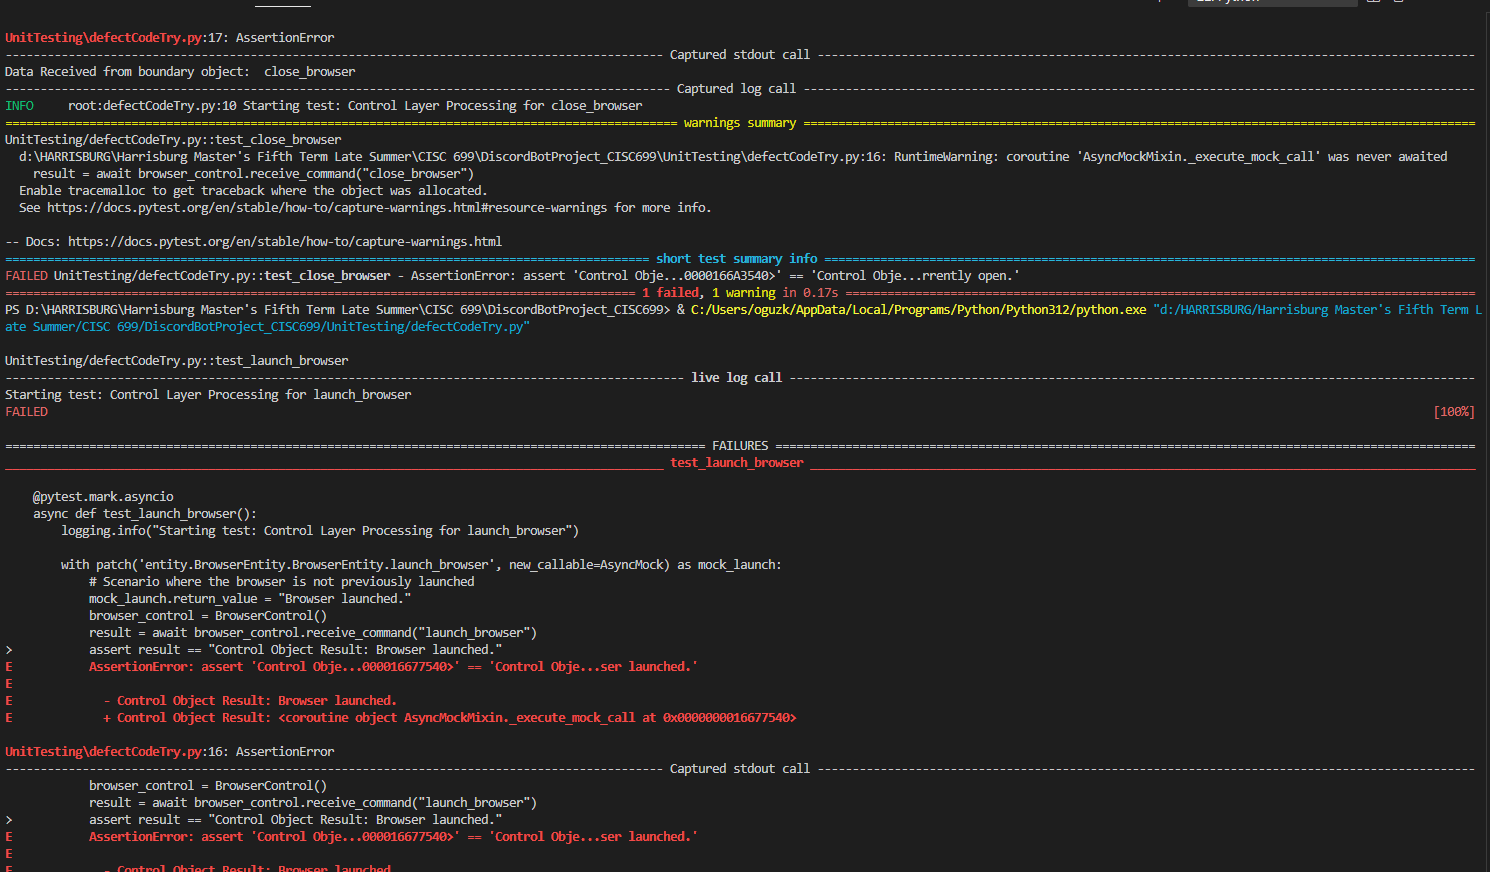 UnitTesting\defectCodeTry.py:17: AssertionError
---------------------------------------------------------------------------------------------- Captured stdout call ----------------------------------------------------------------------------------------------
Data Received from boundary object:  close_browser
----------------------------------------------------------------------------------------------- Captured log call ------------------------------------------------------------------------------------------------
INFO     root:defectCodeTry.py:10 Starting test: Control Layer Processing for close_browser
================================================================================================ warnings summary ================================================================================================
UnitTesting/defectCodeTry.py::test_close_browser
  d:\HARRISBURG\Harrisburg Master's Fifth Term Late Summer\CISC 699\DiscordBotProject_CISC699\UnitTesting\defectCodeTry.py:16: RuntimeWarning: coroutine 'AsyncMockMixin._execute_mock_call' was never awaited
    result = await browser_control.receive_command("close_browser")
  Enable tracemalloc to get traceback where the object was allocated.
  See https://docs.pytest.org/en/stable/how-to/capture-warnings.html#resource-warnings for more info.
-- Docs: https://docs.pytest.org/en/stable/how-to/capture-warnings.html
============================================================================================ short test summary info =============================================================================================
FAILED UnitTesting/defectCodeTry.py::test_close_browser - AssertionError: assert 'Control Obje...0000166A3540>' == 'Control Obje...rrently open.'
========================================================================================== 1 failed, 1 warning in 0.17s ==========================================================================================
PS D:\HARRISBURG\Harrisburg Master's Fifth Term Late Summer\CISC 699\DiscordBotProject_CISC699> & C:/Users/oguzk/AppData/Local/Programs/Python/Python312/python.exe "d:/HARRISBURG/Harrisburg Master's Fifth Term L
ate Summer/CISC 699/DiscordBotProject_CISC699/UnitTesting/defectCodeTry.py"
UnitTesting/defectCodeTry.py::test_launch_browser
------------------------------------------------------------------------------------------------- live log call --------------------------------------------------------------------------------------------------
Starting test: Control Layer Processing for launch_browser
FAILED [100%]
==================================================================================================== FAILURES ====================================================================================================
______________________________________________________________________________________________ test_launch_browser _______________________________________________________________________________________________
    @pytest.mark.asyncio
    async def test_launch_browser():
        logging.info("Starting test: Control Layer Processing for launch_browser")
        with patch('entity.BrowserEntity.BrowserEntity.launch_browser', new_callable=AsyncMock) as mock_launch:
            # Scenario where the browser is not previously launched
            mock_launch.return_value = "Browser launched."
            browser_control = BrowserControl()
            result = await browser_control.receive_command("launch_browser")
>           assert result == "Control Object Result: Browser launched."
E           AssertionError: assert 'Control Obje...000016677540>' == 'Control Obje...ser launched.'
E
E             - Control Object Result: Browser launched.
E             + Control Object Result: <coroutine object AsyncMockMixin._execute_mock_call at 0x0000000016677540>
UnitTesting\defectCodeTry.py:16: AssertionError
---------------------------------------------------------------------------------------------- Captured stdout call ----------------------------------------------------------------------------------------------
            browser_control = BrowserControl()
            result = await browser_control.receive_command("launch_browser")
>           assert result == "Control Object Result: Browser launched."
E           AssertionError: assert 'Control Obje...000016677540>' == 'Control Obje...ser launched.'
E
E             - Control Object Result: Browser launched.